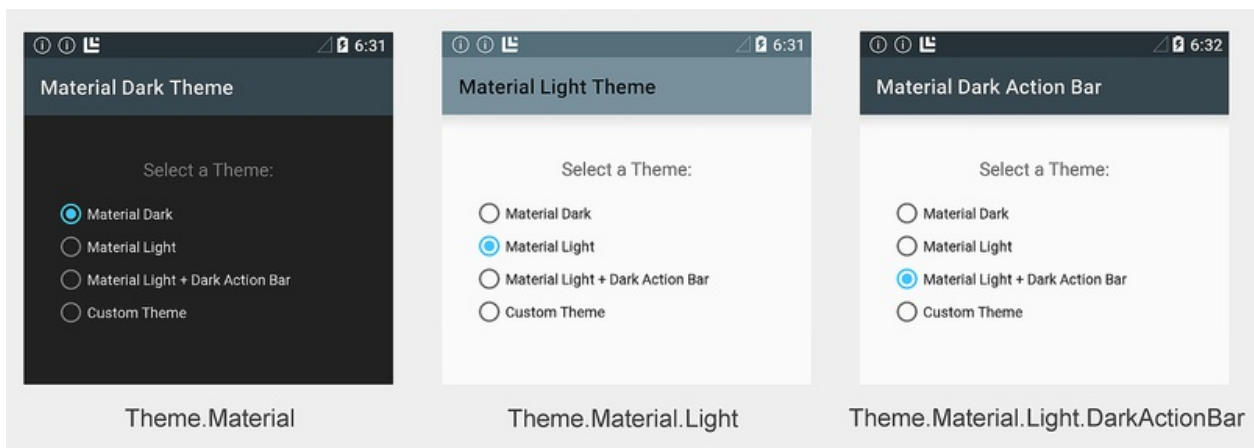 6:31
Material Dark Theme
Select a Theme:
Material Dark
Material Light
Material Light + Dark Action Bar
Custom Theme
Theme.Material
6:31
Material Light Theme
Select a Theme:
Material Dark
Material Light
Material Light + Dark Action Bar
Custom Theme
Theme.Material.Light
6:32
Material Dark Action Bar
Select a Theme:
Material Dark
Material Light
Material Light + Dark Action Bar
Custom Theme
Theme.Material.Light.DarkActionBar